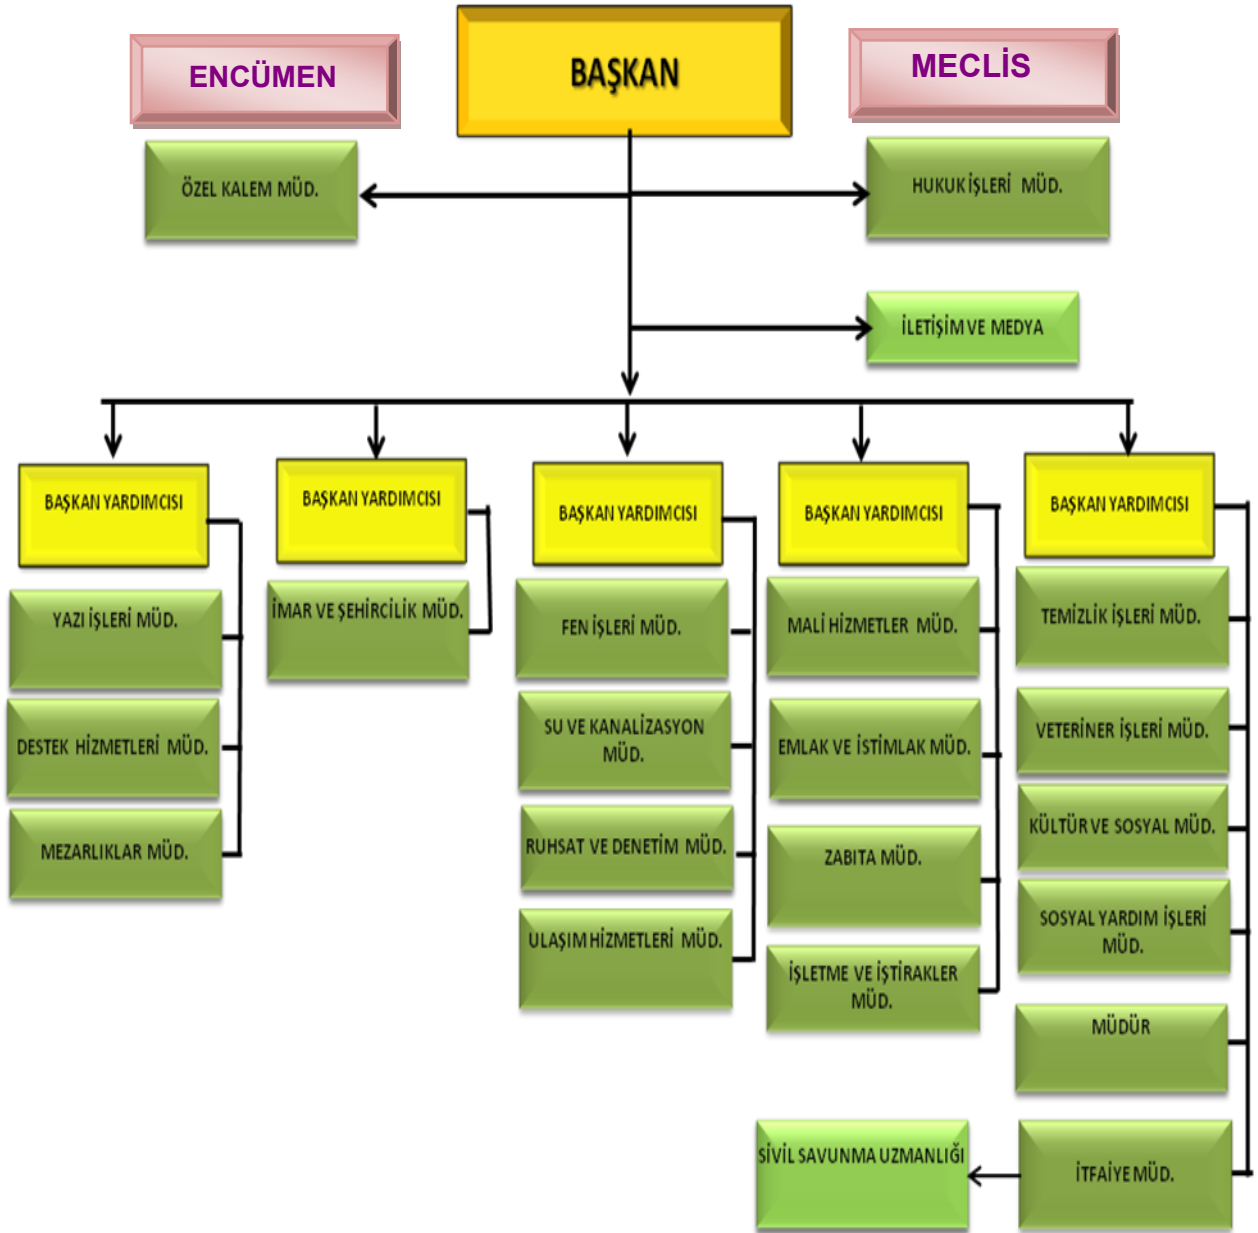 ENCÜMEN
BAŞKAN
MECLİS
ÖZEL KALEM MÜD.
HUKUK İŞLERİ MÜD.
İLETİŞİM VE MEDYA
BAŞKAN YARDIMCISI
BAŞKAN YARDIMCISI
BAŞKAN YARDIMCISI
BAŞKAN YARDIMCISI
BAŞKAN YARDIMCISI
YAZI İŞLERİ MÜD.
DESTEK HİZMETLERİ MÜD.
MEZARLIKLAR MÜD.
İMAR VE ŞEHİRCİLİK MÜD.
FEN İŞLERİ MÜD.
SU VE KANALİZASYON
MÜD.
RUHSAT VE DENETİM MÜD.
ULAŞIM HİZMETLERİ MÜD.
MALİ HİZMETLER MÜD.
EMLAK VE İSTİMLAK MÜD.
ZABITA MÜD.
İŞLETME VE İŞTİRAKLER
MÜD.
TEMİZLİK İŞLERİ MÜD.
VETERİNER İŞLERİ MÜD.
KÜLTÜR VE SOSYAL MÜD.
SOSYAL YARDIM İŞLERİ
MÜD.
MÜDÜR
İTFAİYE MÜD.
SİVİL SAVUNMA UZMANLIĞI